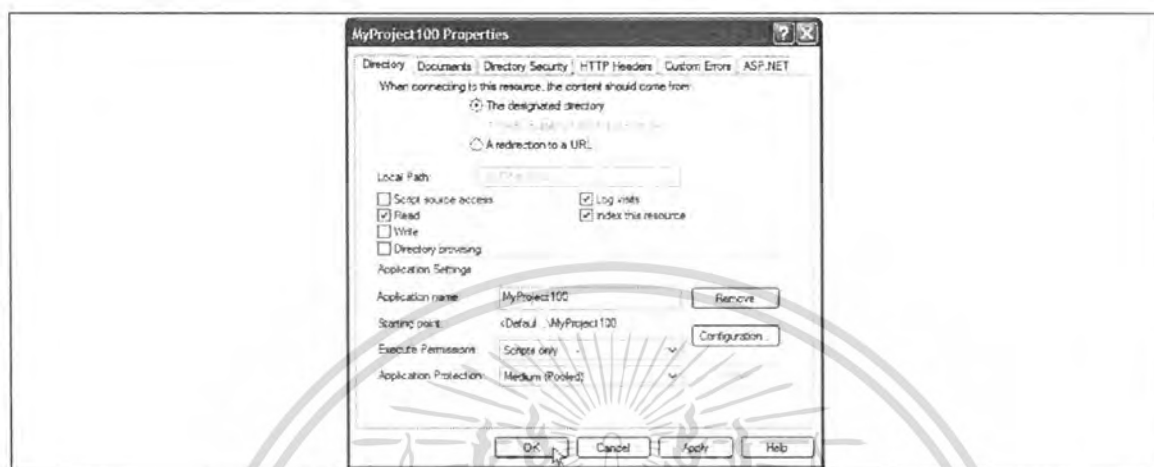 MyProject100 Properties
Directory Documents Directory Security HTTP Headers Custom Errors ASP.NET
When connecting to this resource, the content should come from:
The designated directory
A redirection to a URL
Local Path:
Script source access Log visits
Read Index this resource
Write
Directory browsing
Application Settings
Application name: MyProject100 Remove
Starting point: <Default ...\MyProject100
Configuration...
Execute Permissions: Scripts only
Application Protection: Medium (Pooled)
OK Cancel Apply Help